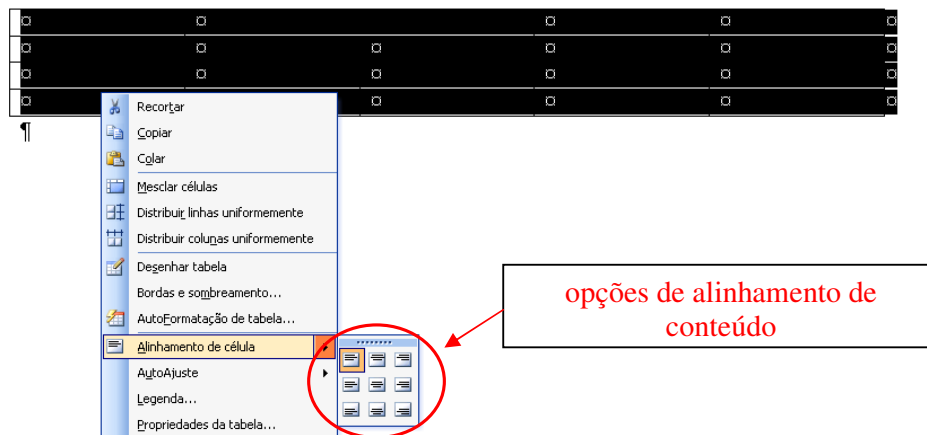 ¶
Recortar
Copiar
Colar
Mesclar células
Distribuir linhas uniformemente
Distribuir colunas uniformemente
Desenhar tabela
Bordas e sombreamento...
AutoFormatação de tabela...
Alinhamento de célula
AutoAjuste
Legenda...
Propriedades da tabela...
opções de alinhamento de
conteúdo